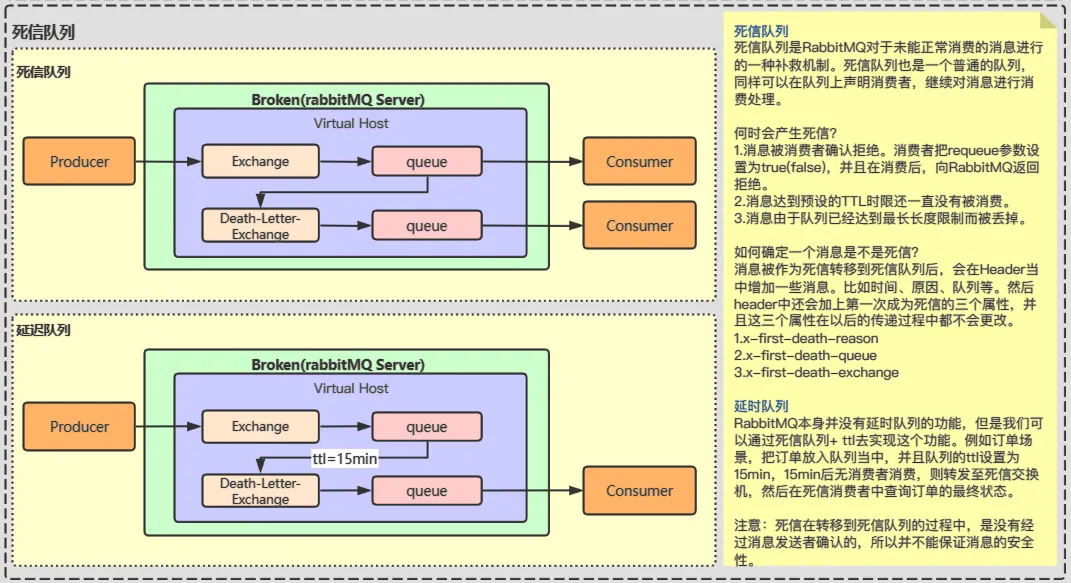 死信队列
死信队列
Broken(rabbitMQ Server)
Virtual Host
Producer
Exchange
queue
Consumer
Death-Letter-
Exchange
queue
Consumer
延迟队列
Broken(rabbitMQ Server)
Virtual Host
Producer
Exchange
queue
ttl=15min
Death-Letter-
Exchange
queue
Consumer
死信队列
死信队列是RabbitMQ对于未能正常消费的消息进行
的一种补救机制。死信队列也是一个普通的队列，
同样可以在队列上声明消费者，继续对消息进行消
费处理。
何时会产生死信？
1.消息被消费者确认拒绝。消费者把requeue参数设
置为true(false)，并且在消费后，向RabbitMQ返回
拒绝。
2.消息达到预设的TTL时限还一直没有被消费。
3.消息由于队列已经达到最长长度限制而被丢掉。
如何确定一个消息是不是死信？
消息被作为死信转移到死信队列后，会在Header当
中增加一些消息。比如时间、原因、队列等。然后
header中还会加上第一次成为死信的三个属性，并
且这三个属性在以后的传递过程中都不会更改。
1.x-first-death-reason
2.x-first-death-queue
3.x-first-death-exchange
延时队列
RabbitMQ本身并没有延时队列的功能，但是我们可
以通过死信队列+ ttl去实现这个功能。例如订单场
景，把订单放入队列当中，并且队列的ttl设置为
15min，15min后无消费者消费，则转发至死信交换
机，然后在死信消费者中查询订单的最终状态。
注意：死信在转移到死信队列的过程中，是没有经
过消息发送者确认的，所以并不能保证消息的安全
性。